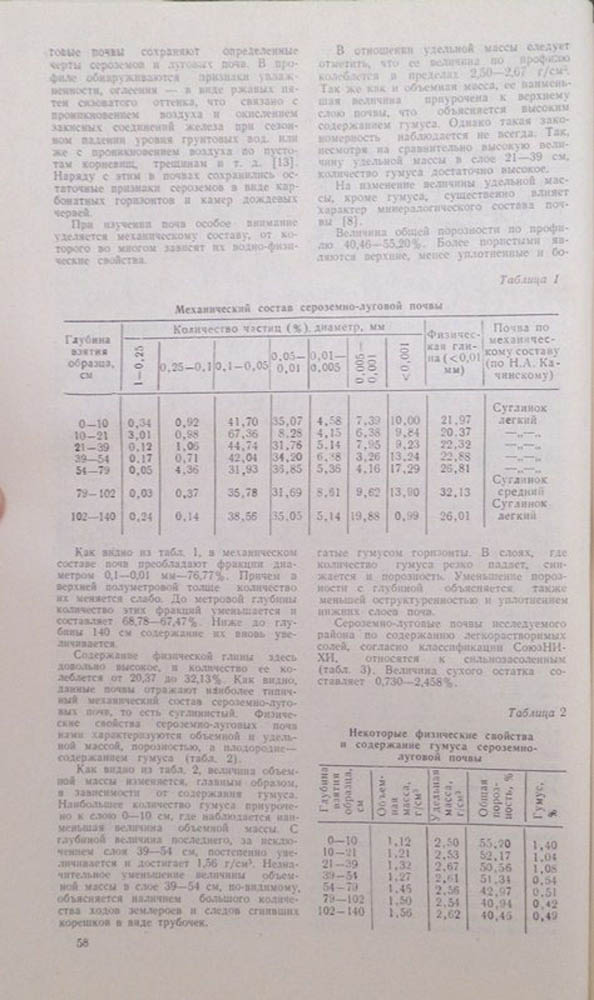 товые почвы сохраняют определенные
черты сероземов и луговых почв. В про-
филе обнаруживаются признаки увлаж-
ненности, оглеения — в виде ржавых пя-
тен сизоватого оттенка, что связано с
проникновением воздуха и окислением
закисных соединений железа при сезон-
ном падении уровня грунтовых вод. или
же с проникновением воздуха по пусто-
там корневищ, трещинам и т. д. [13].
Наряду с этим в почвах сохранились ос-
таточные признаки сероземов в виде кар-
бонатных горизонтов и камер дождевых
червей.
При изучении почв особое внимание
уделяется механическому составу, от ко-
торого во многом зависят их водно-физи-
ческие свойства.
В отношении удельной массы следует
отметить, что ее величина по профилю
колеблется в пределах 2,50—2,67 г/см³.
Так же как и объемная масса, ее наимень-
шая величина приурочена к верхнему
слою почвы, что объясняется высоким
содержанием гумуса. Однако такая зако-
номерность наблюдается не всегда. Так,
несмотря на сравнительно высокую вели-
чину удельной массы в слое 21—39 см,
количество гумуса достаточно высокое.
На изменение величины удельной мас-
сы, кроме гумуса, существенно влияет
характер минералогического состава поч-
вы [8].
Величина общей порозности по профи-
лю 40,46—55,20%. Более пористыми яв-
ляются верхние, менее уплотненные и бо-
Таблица 1
Механический состав сероземно-луговой почвы
Глубина взятия образца, см
Количество частиц (%), диаметр, мм
1—0,25 0,25—0,1 0,1—0,05 0,05—0,01 0,01—0,005 0,005—0,001 <0,001
Физичес-кая гли-на (<0,01 мм)
Почва по механичес-кому составу (по Н.А. Ка-чинскому)
0—10 0,34 0,92 41,70 35,07 4,58 7,39 10,00 21,97 Суглинок легкий
10—21 3,01 0,98 67,36 8,28 4,15 6,38 9,84 20,37 —„—„
21—39 0,12 1,06 44,74 31,76 5,14 7,95 9,23 22,32 —„—„
39—54 0,17 0,71 42,04 34,20 6,38 3,26 13,24 22,88 —„—„
54—79 0,05 4,36 31,93 36,85 5,36 4,16 17,29 26,81 —„—„
79—102 0,03 0,37 35,78 31,69 8,61 9,62 13,90 32,13 Суглинок средний
102—140 0,24 0,14 38,56 35,05 5,14 19,88 0,99 26,01 Суглинок легкий
Как видно из табл. 1, в механическом
составе почв преобладают фракции диа-
метром 0,1—0,01 мм—76,77%. Причем в
верхней полуметровой толще количество
их меняется слабо. До метровой глубины
количество этих фракций уменьшается и
составляет 68,78—67,47%. Ниже до глу-
бины 140 см содержание их вновь уве-
личивается.
Содержание физической глины здесь
довольно высокое, и количество ее ко-
леблется от 20,37 до 32,13%. Как видно,
данные почвы отражают наиболее типич-
ный механический состав сероземно-луго-
вых почв, то есть суглинистый. Физиче-
ские свойства сероземно-луговых почв
нами характеризуются объемной и удель-
ной массой, порозностью, а плодородие—
содержанием гумуса (табл. 2).
Как видно из табл. 2, величина объем-
ной массы изменяется, главным образом,
в зависимости от содержания гумуса.
Наибольшее количество гумуса приуроче-
но к слою 0—10 см, где наблюдается наи-
меньшая величина объемной массы. С
глубиной величина последнего, за исклю-
чением слоя 39—54 см, постепенно уве-
личивается и достигает 1,56 г/см³. Незна-
чительное уменьшение величины объем-
ной массы в слое 39—54 см, по-видимому,
объясняется наличием большого количе-
ства ходов землероев и следов сгнивших
корешков в виде трубочек.
гатые гумусом горизонты. В слоях, где
количество гумуса резко падает, сни-
жается и порозность. Уменьшение пороз-
ности с глубиной объясняется также
меньшей оструктуренностью и уплотнением
нижних слоев почв.
Сероземно-луговые почвы исследуемого
района по содержанию легкорастворимых
солей, согласно классификации СоюзНИ-
ХИ, относятся к сильнозасоленным
(табл. 3). Величина сухого остатка со-
ставляет 0,730—2,458%.
Таблица 2
Некоторые физические свойства
и содержание гумуса сероземно-
луговой почвы
Глубина взятия образца, см Объем-ная масса, г/см³ Удельная масса, г/см³ Общая пороз-ность, % Гумус, %
0—10 1,12 2,50 55,20 1,40
10—21 1,21 2,53 52,17 1,04
21—39 1,32 2,67 50,56 1,08
39—54 1,27 2,61 51,34 0,54
54—79 1,46 2,56 42,97 0,51
79—102 1,50 2,54 40,94 0,42
102—140 1,56 2,62 40,46 0,49
58